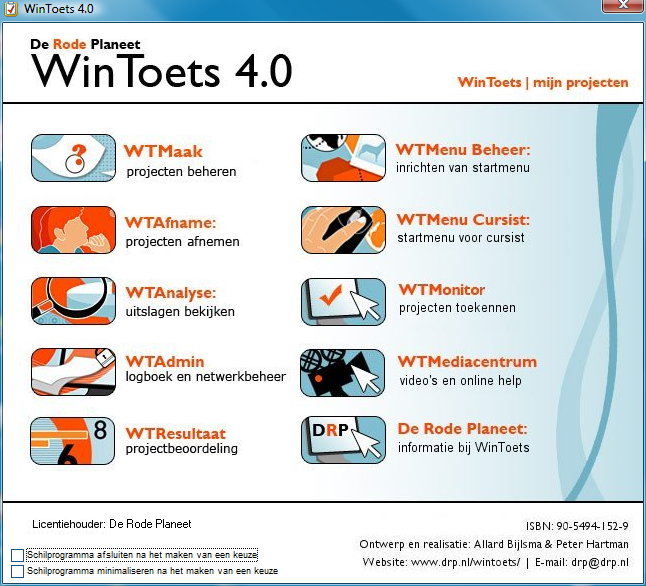 WinToets 4.0
De Rode Planeet
WinToets 4.0
WinToets | mijn projecten
WTMaak
projecten beheren
WTAfname:
projecten afnemen
WTAnalyse:
uitslagen bekijken
WTAdmin
logboek en netwerkbeheer
8
6
WTResultaat
projectbeoordeling
WTMenu Beheer:
inrichten van startmenu
WTMenu Cursist:
startmenu voor cursist
WTMonitor
projecten toekennen
WTMediacentrum
video's en online help
DRP
De Rode Planeet:
informatie bij WinToets
Licentiehouder: De Rode Planeet
Schilprogramma afsluiten na het maken van een keuze
Schilprogramma minimaliseren na het maken van een keuze
ISBN: 90-5494-152-9
Ontwerp en realisatie: Allard Bijlsma & Peter Hartman
Website: www.drp.nl/wintoets/ | E-mail: drp@drp.nl